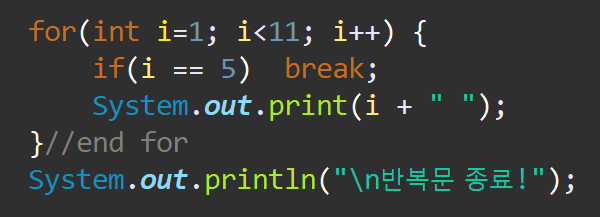 for(int i=1; i<11; i++) {
    if(i == 5)  break;
    System.out.print(i + " ");
}//end for
System.out.println("\n반복문 종료!");